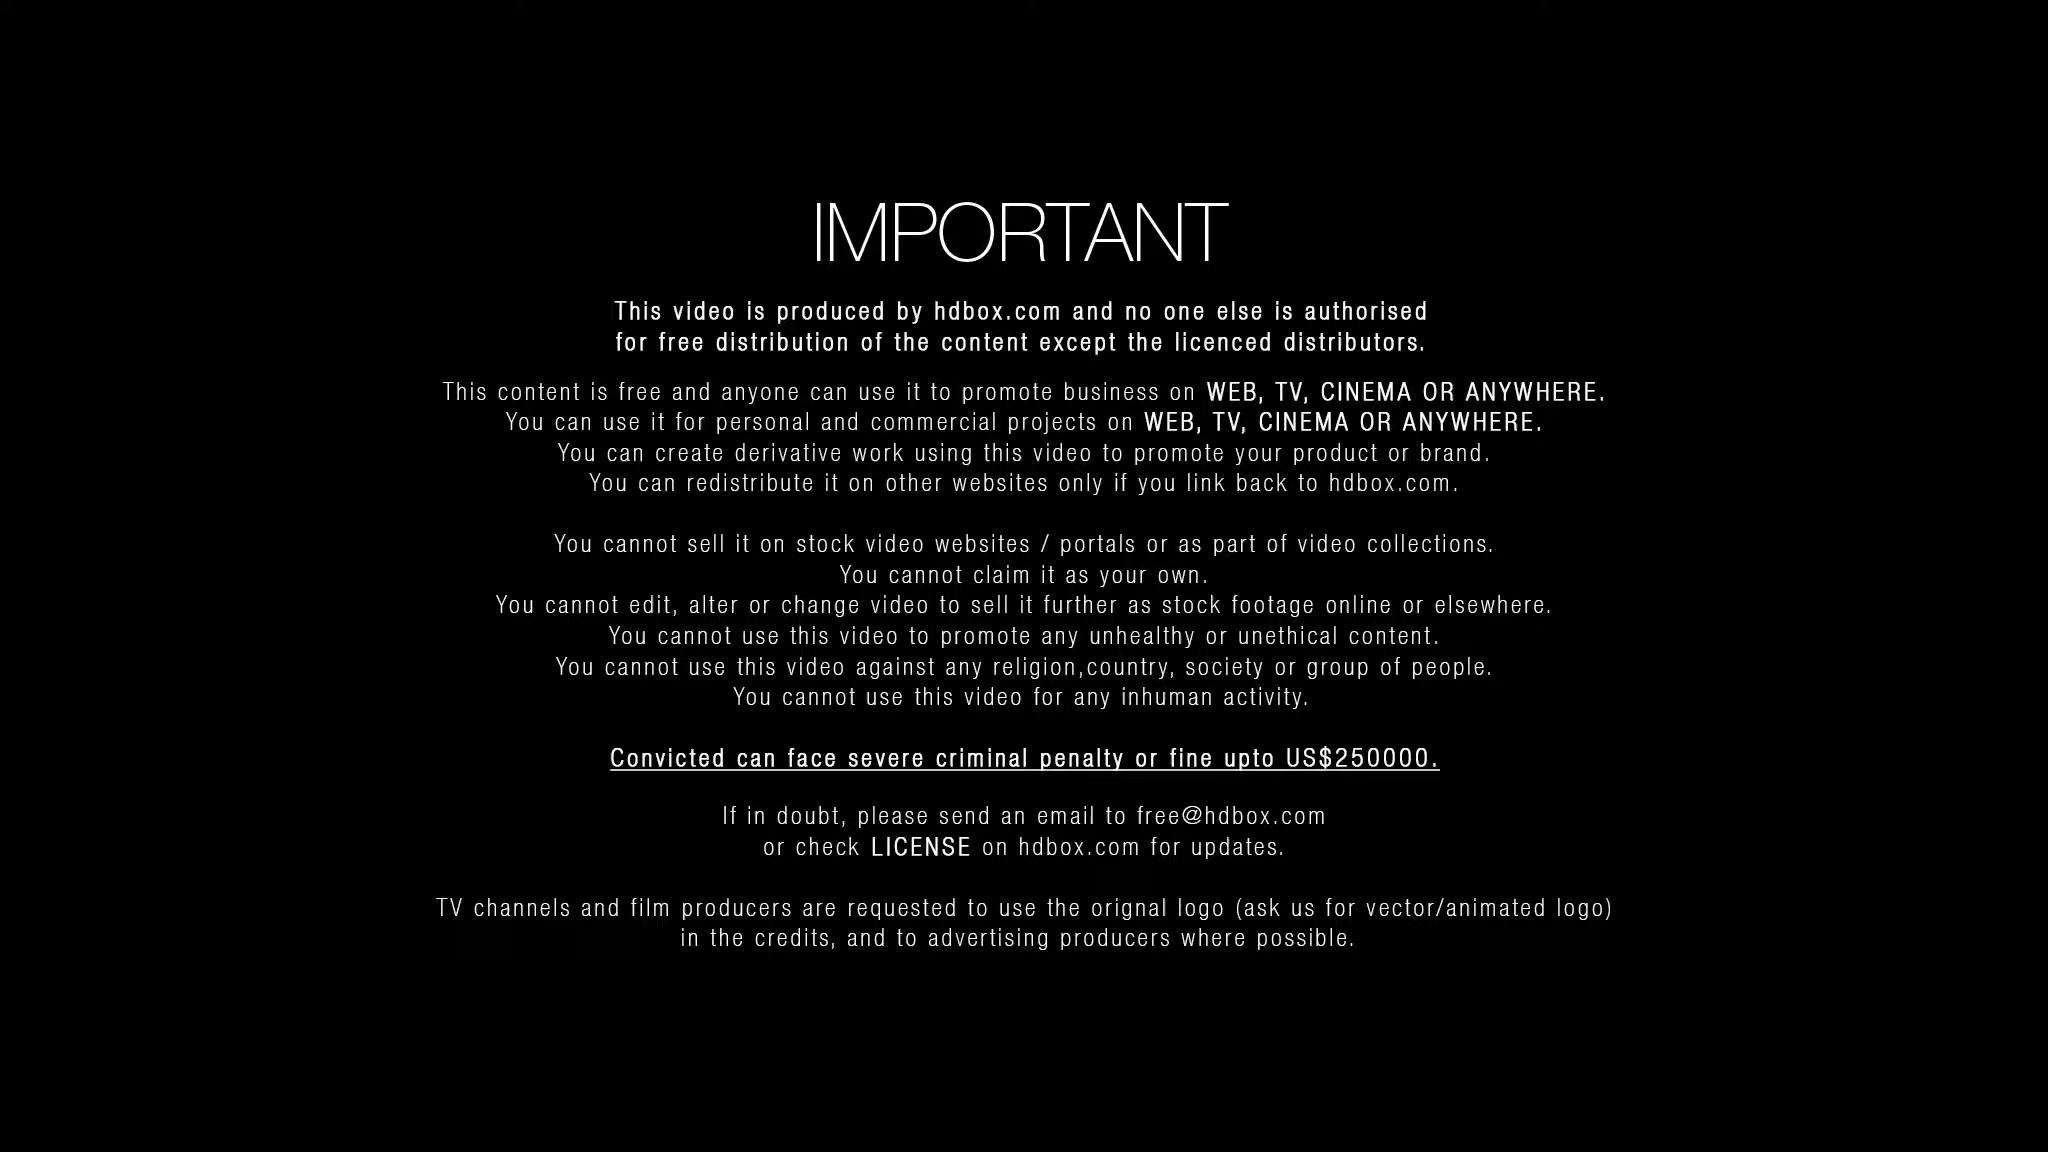 IMPORTANT
This video is produced by hdbox.com and no one else is authorised
for free distribution of the content except the licenced distributors.
This content is free and anyone can use it to promote business on WEB, TV, CINEMA OR ANYWHERE.
You can use it for personal and commercial projects on WEB, TV, CINEMA OR ANYWHERE.
You can create derivative work using this video to promote your product or brand.
You can redistribute it on other websites only if you link back to hdbox.com.
You cannot sell it on stock video websites / portals or as part of video collections.
You cannot claim it as your own.
You cannot edit, alter or change video to sell it further as stock footage online or elsewhere.
You cannot use this video to promote any unhealthy or unethical content.
You cannot use this video against any religion,country, society or group of people.
You cannot use this video for any inhuman activity.
Convicted can face severe criminal penalty or fine upto US$250000.
If in doubt, please send an email to free@hdbox.com
or check LICENSE on hdbox.com for updates.
TV channels and film producers are requested to use the orignal logo (ask us for vector/animated logo)
in the credits, and to advertising producers where possible.